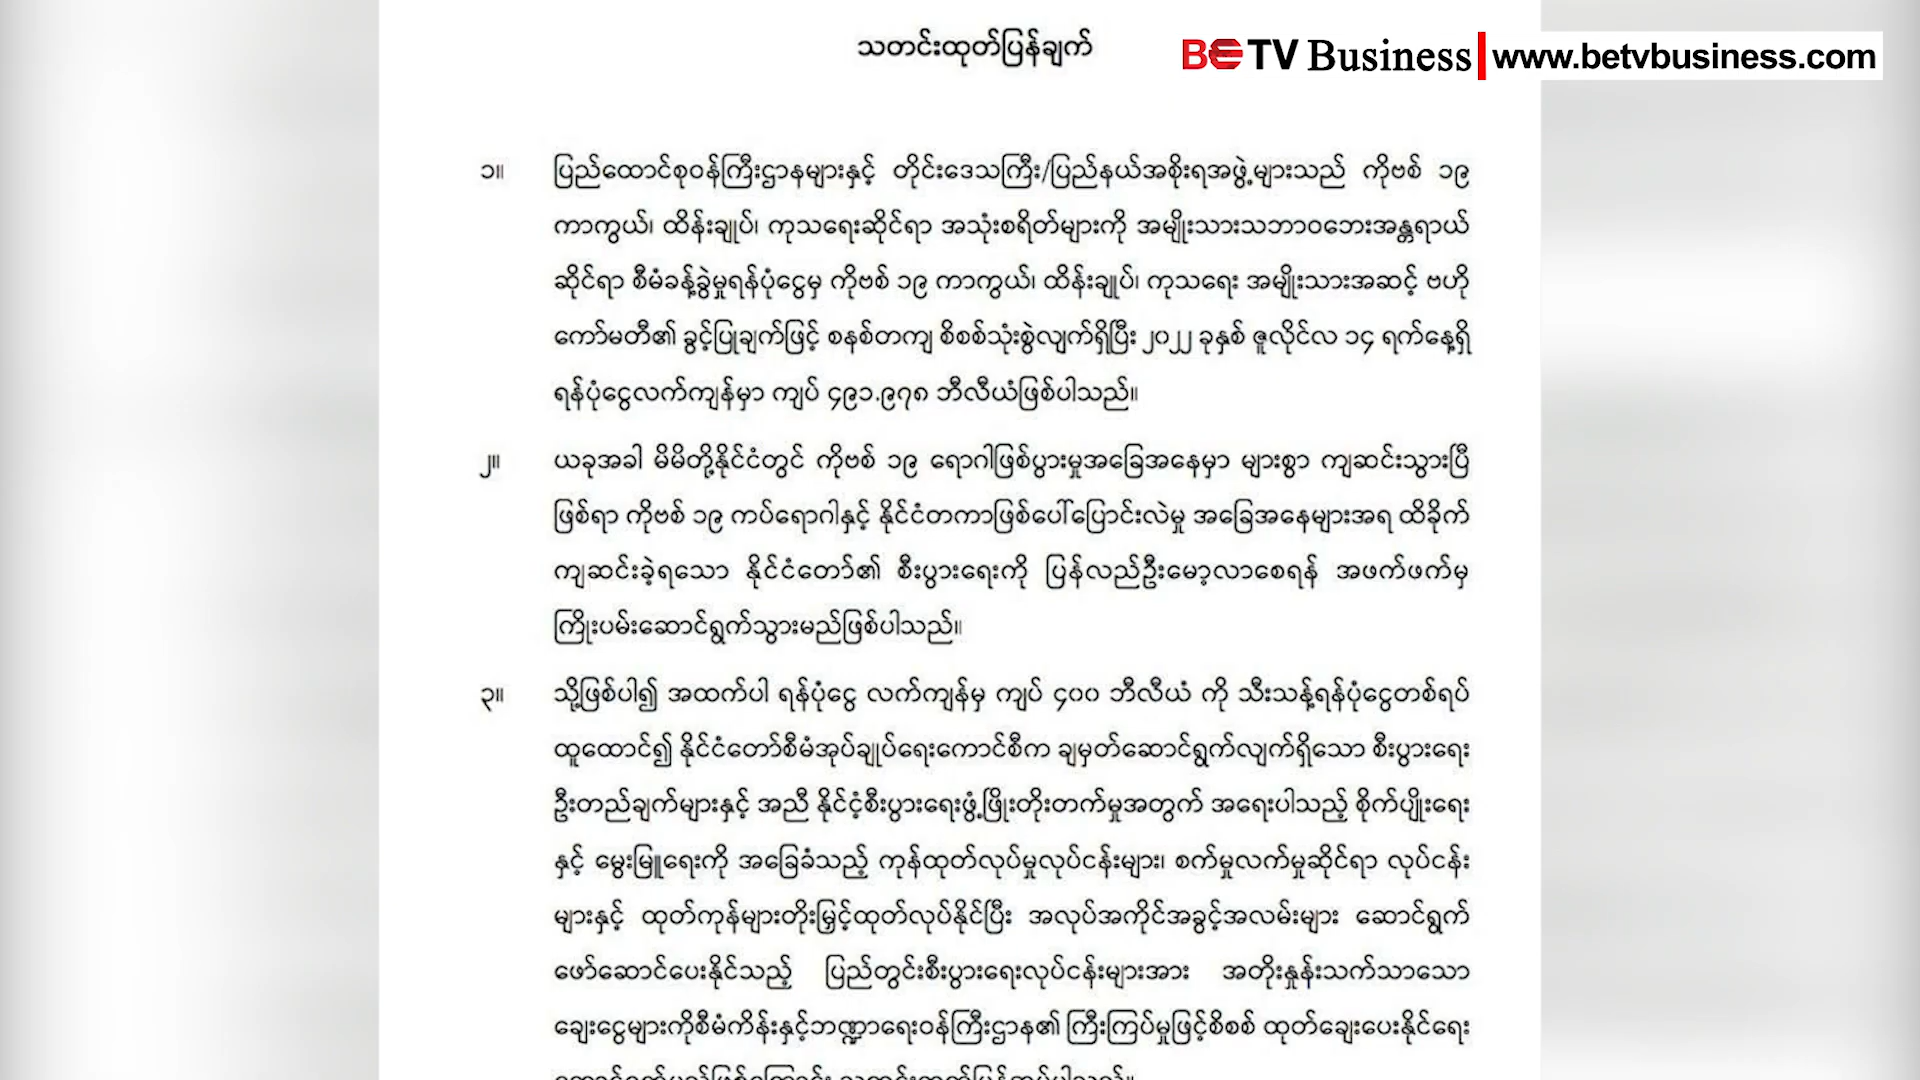 သတင်းထုတ်ပြန်ချက်
BETV Business | www.betvbusiness.com
၁။ ပြည်ထောင်စုဝန်ကြီးဌာနများနှင့် တိုင်းဒေသကြီး/ပြည်နယ်အစိုးရအဖွဲ့များသည် ကိုဗစ် ၁၉
ကာကွယ်၊ ထိန်းချုပ်၊ ကုသရေးဆိုင်ရာ အသုံးစရိတ်များကို အမျိုးသားသဘာဝဘေးအန္တရာယ်
ဆိုင်ရာ စီမံခန့်ခွဲမှုရန်ပုံငွေမှ ကိုဗစ် ၁၉ ကာကွယ်၊ ထိန်းချုပ်၊ ကုသရေး အမျိုးသားအဆင့် ဗဟို
ကော်မတီ၏ ခွင့်ပြုချက်ဖြင့် စနစ်တကျ စိစစ်သုံးစွဲလျက်ရှိပြီး ၂၀၂၂ ခုနှစ် ဇူလိုင်လ ၁၄ ရက်နေ့ရှိ
ရန်ပုံငွေလက်ကျန်မှာ ကျပ် ၄၉၁.၉၇၈ ဘီလီယံဖြစ်ပါသည်။
၂။ ယခုအခါ မိမိတို့နိုင်ငံတွင် ကိုဗစ် ၁၉ ရောဂါဖြစ်ပွားမှုအခြေအနေမှာ များစွာ ကျဆင်းသွားပြီ
ဖြစ်ရာ ကိုဗစ် ၁၉ ကပ်ရောဂါနှင့် နိုင်ငံတကာဖြစ်ပေါ်ပြောင်းလဲမှု အခြေအနေများအရ ထိခိုက်
ကျဆင်းခဲ့ရသော နိုင်ငံတော်၏ စီးပွားရေးကို ပြန်လည်ဦးမော့လာစေရန် အဖက်ဖက်မှ
ကြိုးပမ်းဆောင်ရွက်သွားမည်ဖြစ်ပါသည်။
၃။ သို့ဖြစ်ပါ၍ အထက်ပါ ရန်ပုံငွေ လက်ကျန်မှ ကျပ် ၄၀၀ ဘီလီယံ ကို သီးသန့်ရန်ပုံငွေတစ်ရပ်
ထူထောင်၍ နိုင်ငံတော်စီမံအုပ်ချုပ်ရေးကောင်စီက ချမှတ်ဆောင်ရွက်လျက်ရှိသော စီးပွားရေး
ဦးတည်ချက်များနှင့် အညီ နိုင်ငံ့စီးပွားရေးဖွံ့ဖြိုးတိုးတက်မှုအတွက် အရေးပါသည့် စိုက်ပျိုးရေး
နှင့် မွေးမြူရေးကို အခြေခံသည့် ကုန်ထုတ်လုပ်မှုလုပ်ငန်းများ၊ စက်မှုလက်မှုဆိုင်ရာ လုပ်ငန်း
များနှင့် ထုတ်ကုန်များတိုးမြှင့်ထုတ်လုပ်နိုင်ပြီး အလုပ်အကိုင်အခွင့်အလမ်းများ ဆောင်ရွက်
ဖော်ဆောင်ပေးနိုင်သည့် ပြည်တွင်းစီးပွားရေးလုပ်ငန်းများအား အတိုးနှုန်းသက်သာသော
ချေးငွေများကိုစီမံကိန်းနှင့်ဘဏ္ဍာရေးဝန်ကြီးဌာန၏ ကြီးကြပ်မှုဖြင့်စိစစ် ထုတ်ချေးပေးနိုင်ရေး